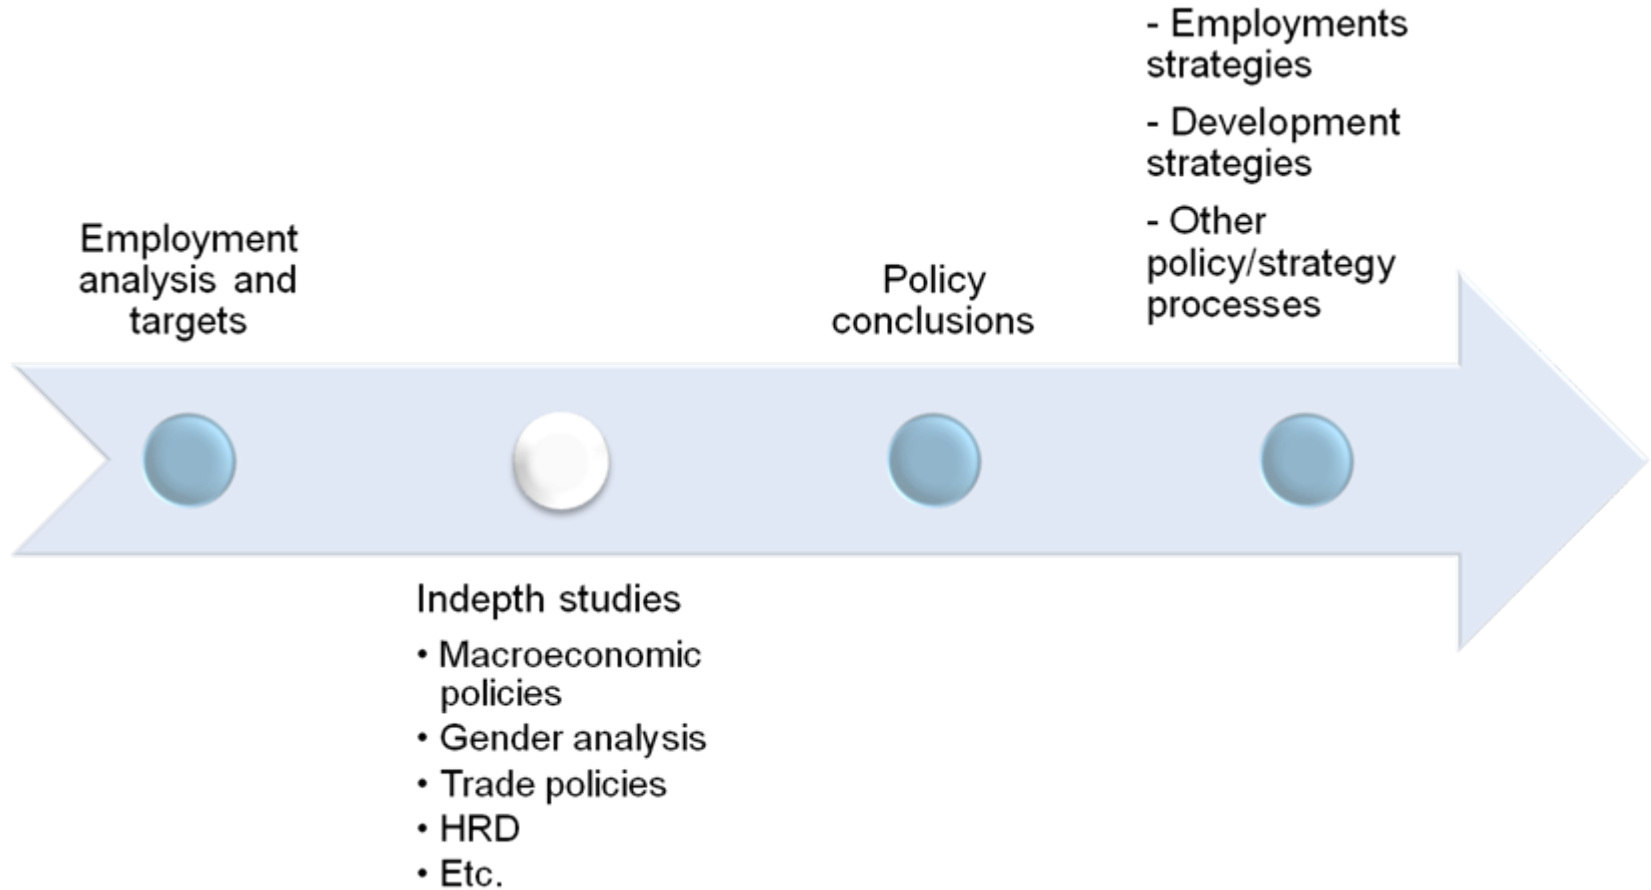 Employment
analysis and
targets
Indepth studies
• Macroeconomic
policies
• Gender analysis
• Trade policies
• HRD
• Etc.
Policy
conclusions
- Employments
strategies
- Development
strategies
- Other
policy/strategy
processes